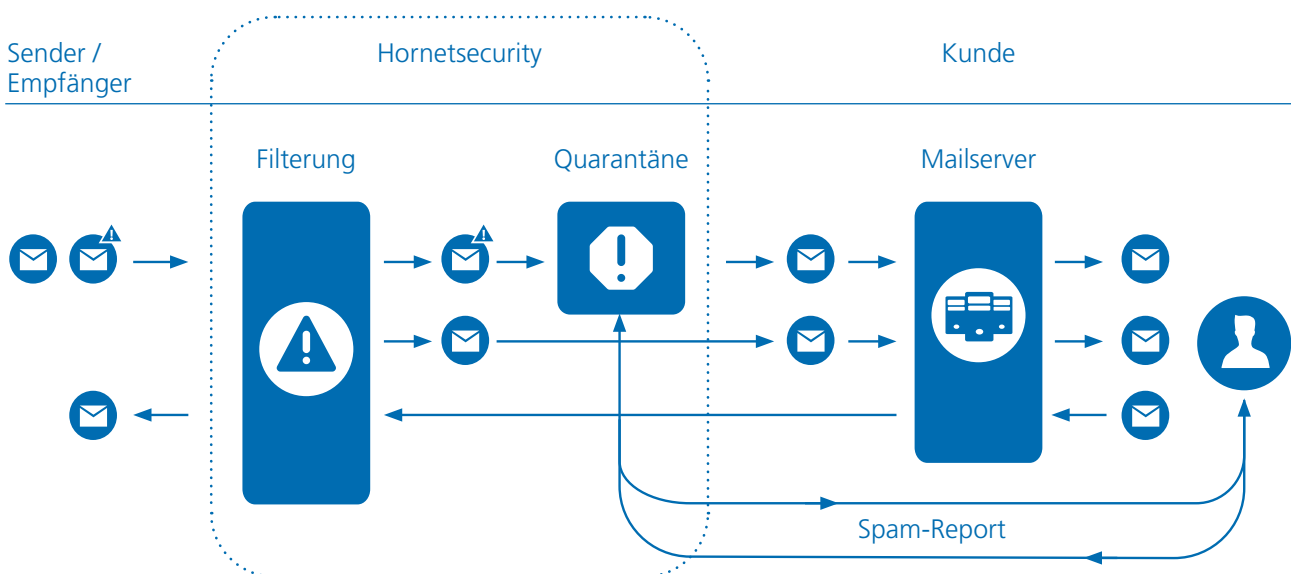 Sender /
Empfänger
Hornetsecurity
Kunde
Filterung
Quarantäne
Mailserver
Spam-Report